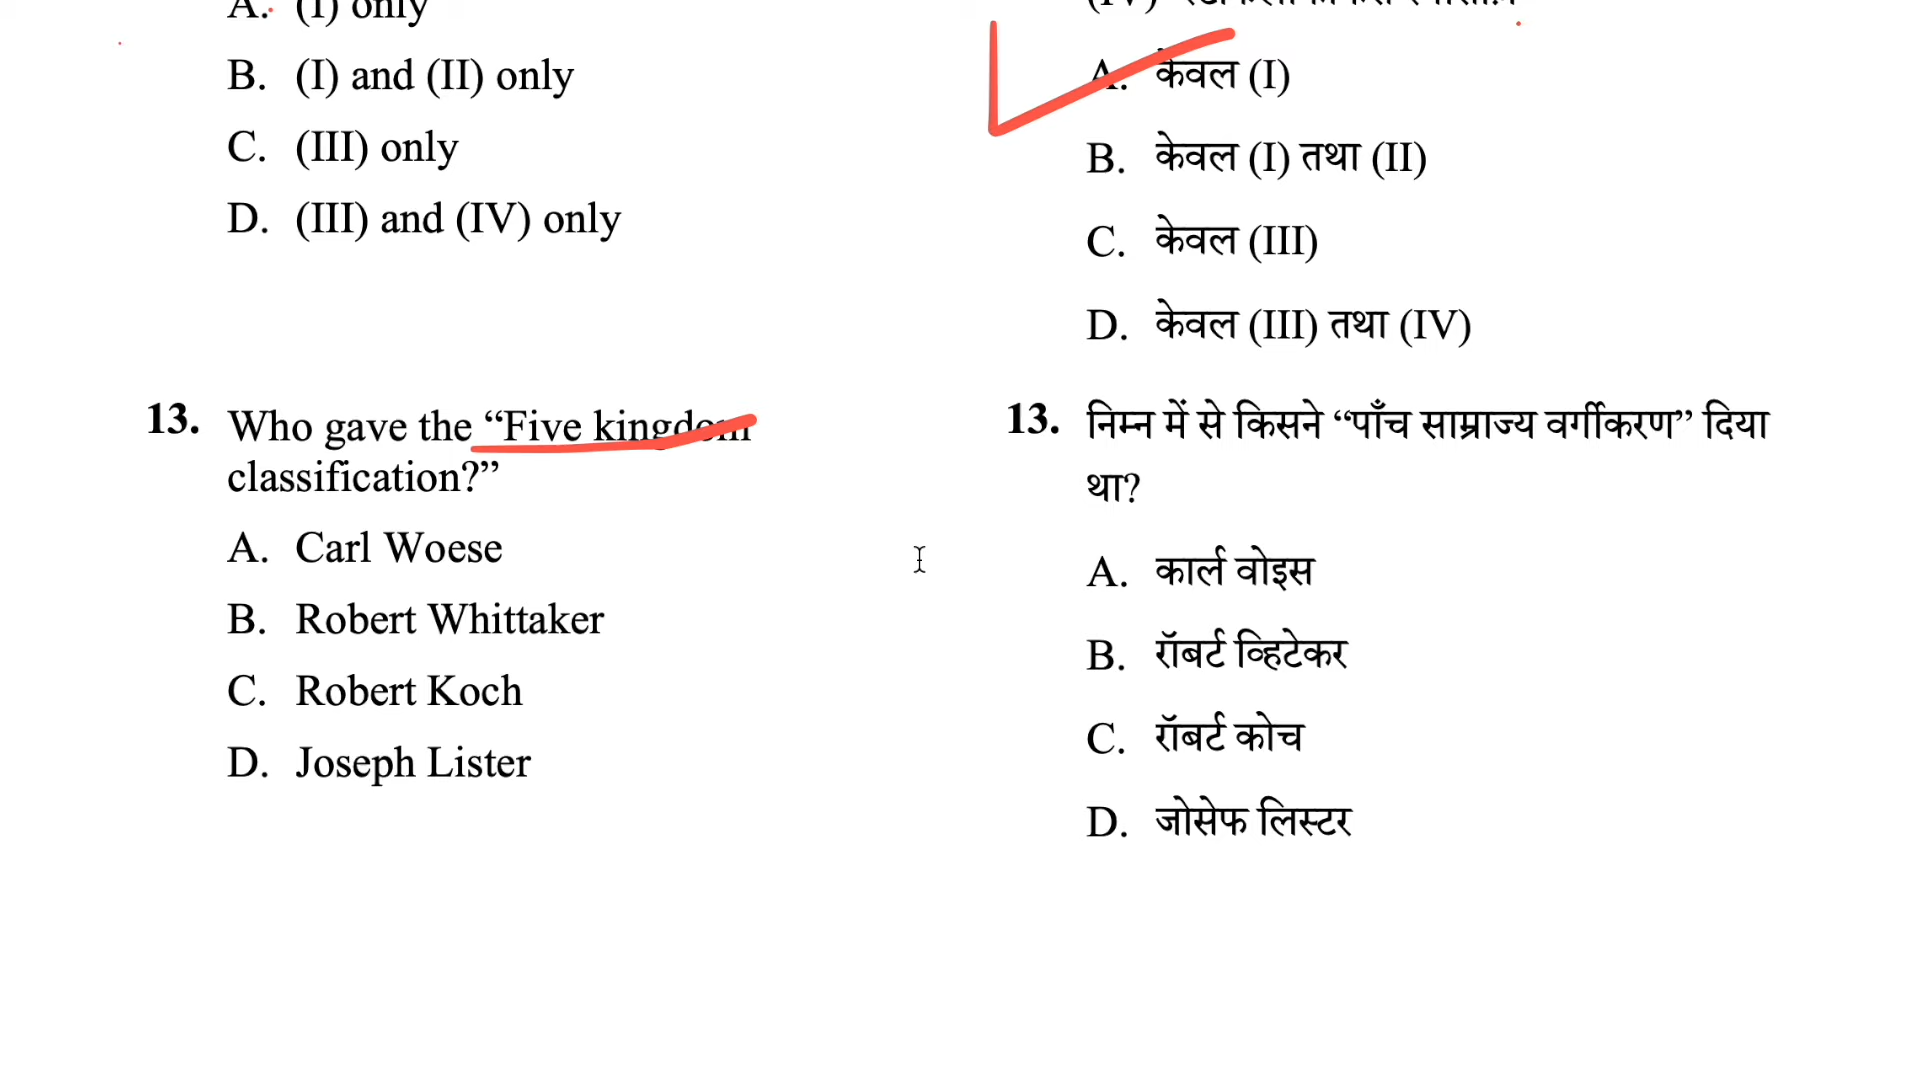 A. (I) only
B. (I) and (II) only
C. (III) only
D. (III) and (IV) only
13. Who gave the “Five kingdom
classification?”
A. Carl Woese
B. Robert Whittaker
C. Robert Koch
D. Joseph Lister
A. केवल (I)
B. केवल (I) तथा (II)
C. केवल (III)
D. केवल (III) तथा (IV)
13. निम्न में से किसने “पाँच साम्राज्य वर्गीकरण” दिया
था?
A. कार्ल वोइस
B. रॉबर्ट व्हिटेकर
C. रॉबर्ट कोच
D. जोसेफ लिस्टर